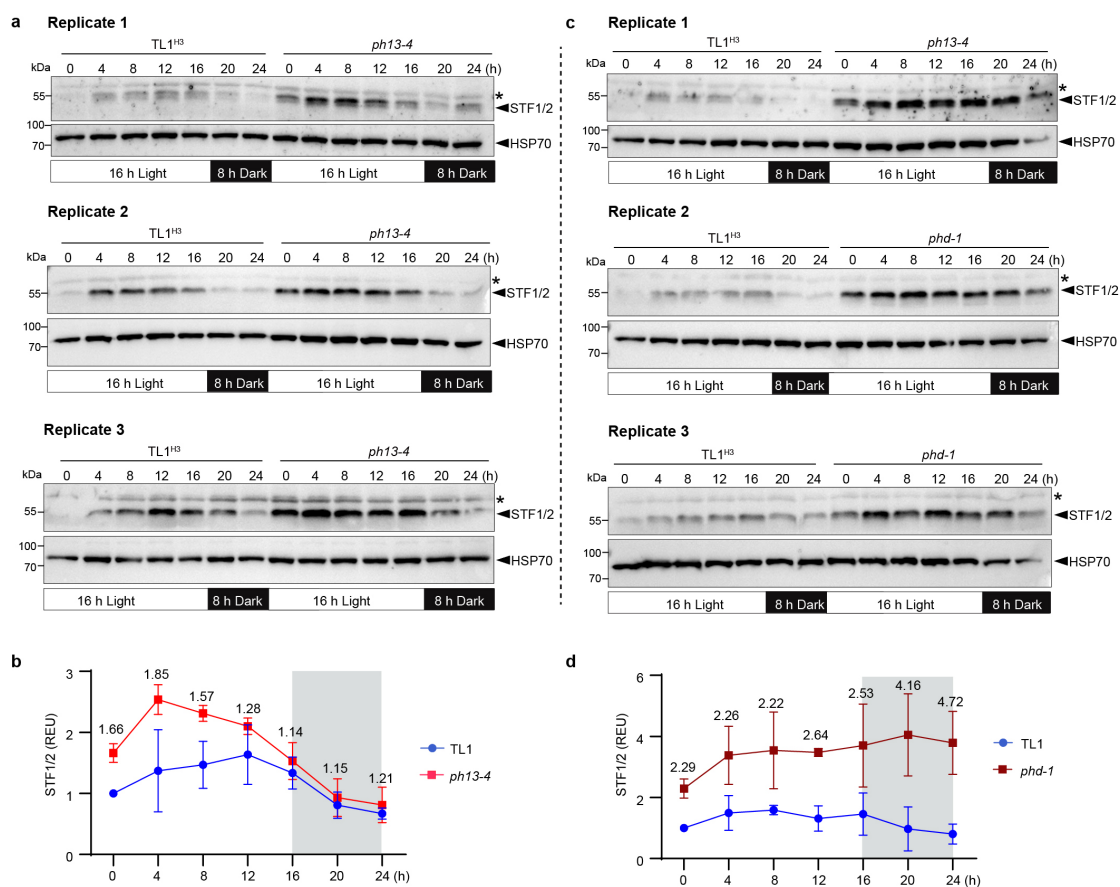 a
Replicate 1
TL1H3 ph13-4
kDa 0 4 8 12 16 20 24 0 4 8 12 16 20 24 (h)
*
55 STF1/2
100
70 HSP70
16 h Light 8 h Dark 16 h Light 8 h Dark
Replicate 2
TL1H3 ph13-4
0 4 8 12 16 20 24 0 4 8 12 16 20 24 (h)
kDa
*
55 STF1/2
100
70 HSP70
16 h Light 8 h Dark 16 h Light 8 h Dark
Replicate 3
TL1H3 ph13-4
kDa 0 4 8 12 16 20 24 0 4 8 12 16 20 24 (h)
*
55 STF1/2
100
70 HSP70
16 h Light 8 h Dark 16 h Light 8 h Dark
b
STF1/2 (REU)
3
2
1
0
1.66 1.85 1.57 1.28 1.14 1.15 1.21
TL1
ph13-4
0 4 8 12 16 20 24 (h)
c
Replicate 1
TL1H3 ph13-4
kDa 0 4 8 12 16 20 24 0 4 8 12 16 20 24 (h)
*
55 STF1/2
100
70 HSP70
16 h Light 8 h Dark 16 h Light 8 h Dark
Replicate 2
TL1H3 phd-1
0 4 8 12 16 20 24 0 4 8 12 16 20 24 (h)
kDa
*
55 STF1/2
100
70 HSP70
16 h Light 8 h Dark 16 h Light 8 h Dark
Replicate 3
TL1H3 phd-1
kDa 0 4 8 12 16 20 24 0 4 8 12 16 20 24 (h)
*
55 STF1/2
100
70 HSP70
16 h Light 8 h Dark 16 h Light 8 h Dark
d
STF1/2 (REU)
6
4
2
0
2.29 2.26 2.22 2.64 2.53 4.16 4.72
TL1
phd-1
0 4 8 12 16 20 24 (h)